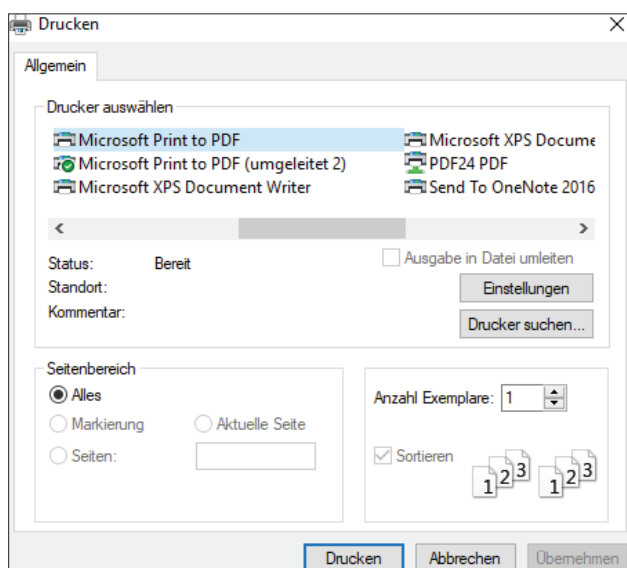 Drucken
Allgemein
Drucker auswählen
Microsoft Print to PDF
Microsoft Print to PDF (umgeleitet 2)
Microsoft XPS Document Writer
Microsoft XPS Docume
PDF24 PDF
Send To OneNote 2016
Status: Bereit
Standort:
Kommentar:
Ausgabe in Datei umleiten
Einstellungen
Drucker suchen...
Seitenbereich
Alles
Markierung
Aktuelle Seite
Seiten:
Anzahl Exemplare: 1
Sortieren
1 2 3 1 2 3
Drucken Abbrechen Übernehmen